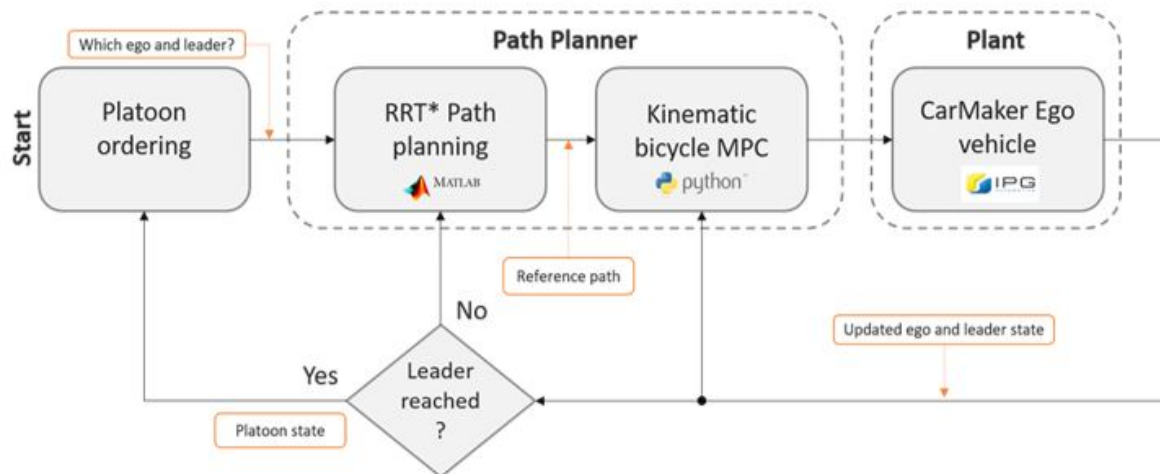 Which ego and leader?
Path Planner
Plant
Start
Platoon
ordering
RRT* Path
planning
MATLAB
Kinematic
bicycle MPC
python
CarMaker Ego
vehicle
IPG
Reference path
No
Updated ego and leader state
Yes
Leader
reached
?
Platoon state